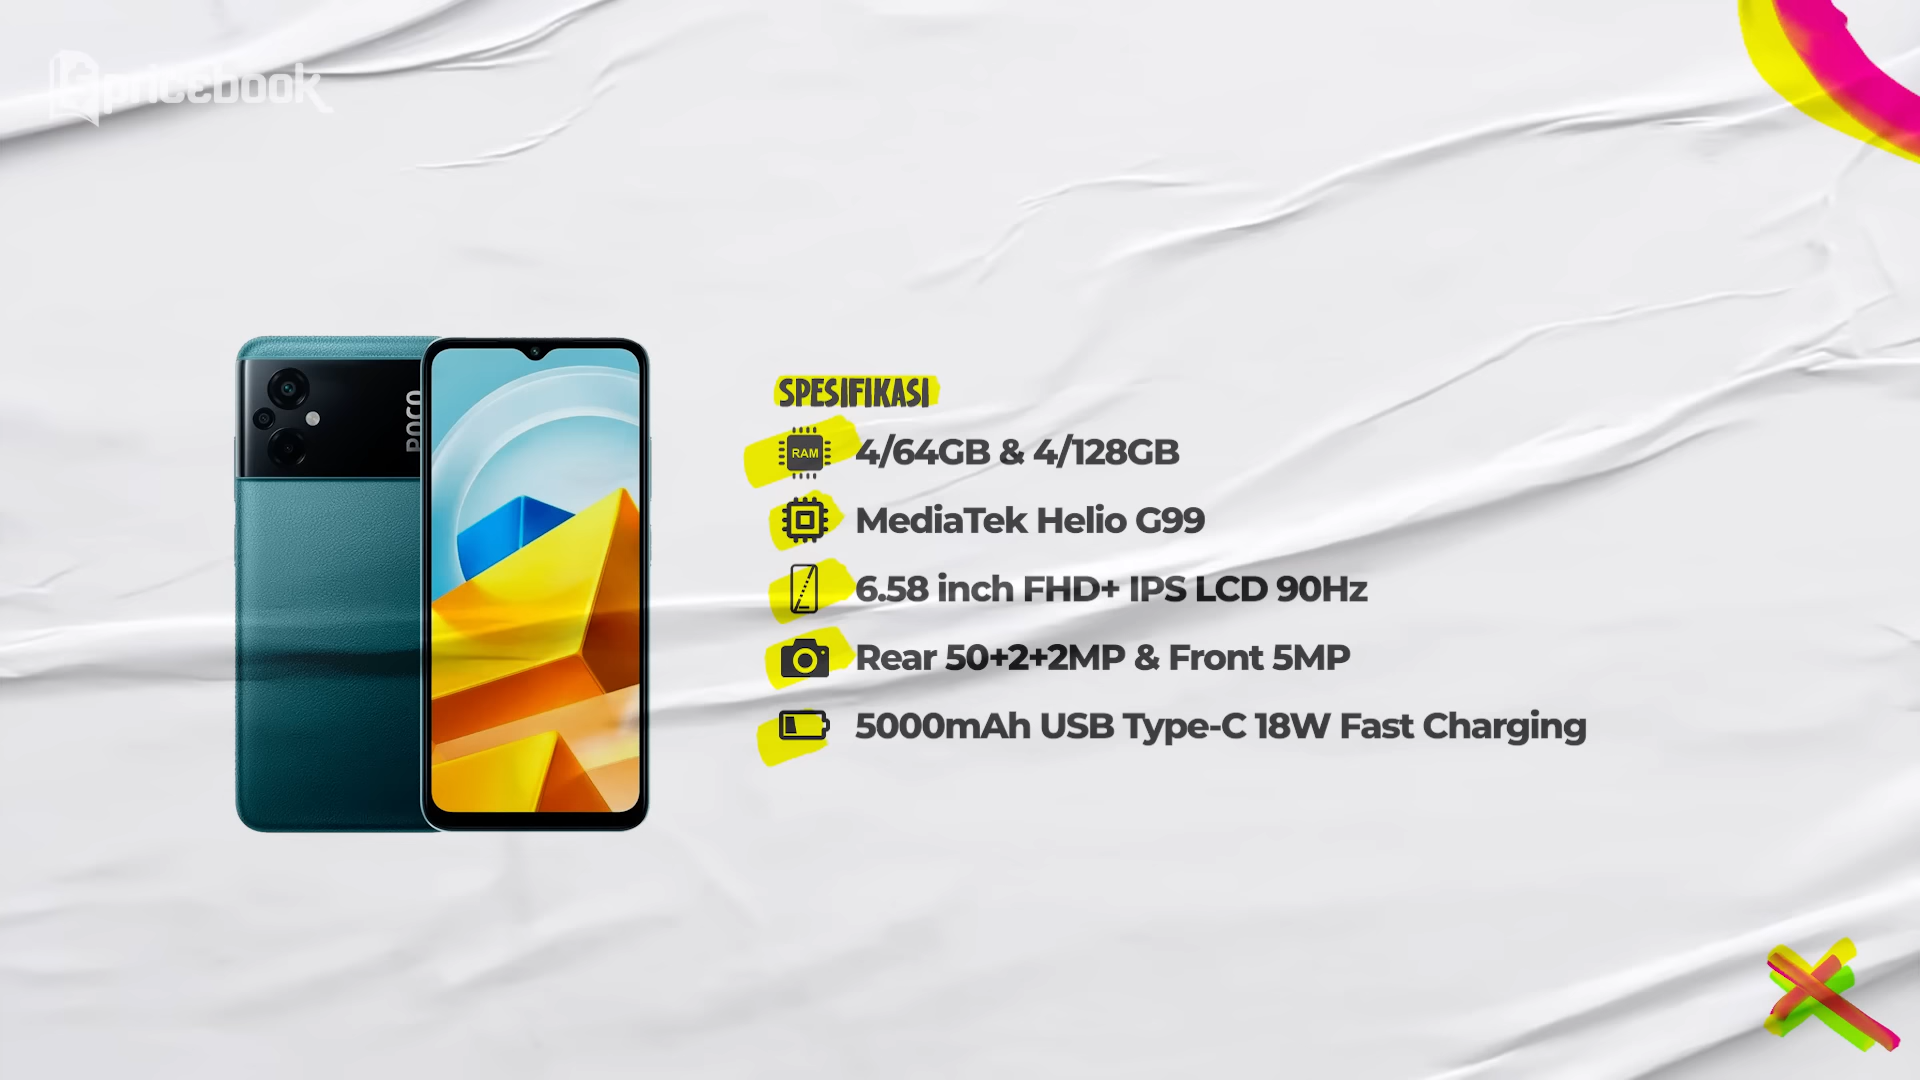 pricebook
POCO
SPESIFIKASI
RAM
4/64GB & 4/128GB
MediaTek Helio G99
6.58 inch FHD+ IPS LCD 90Hz
Rear 50+2+2MP & Front 5MP
5000mAh USB Type-C 18W Fast Charging